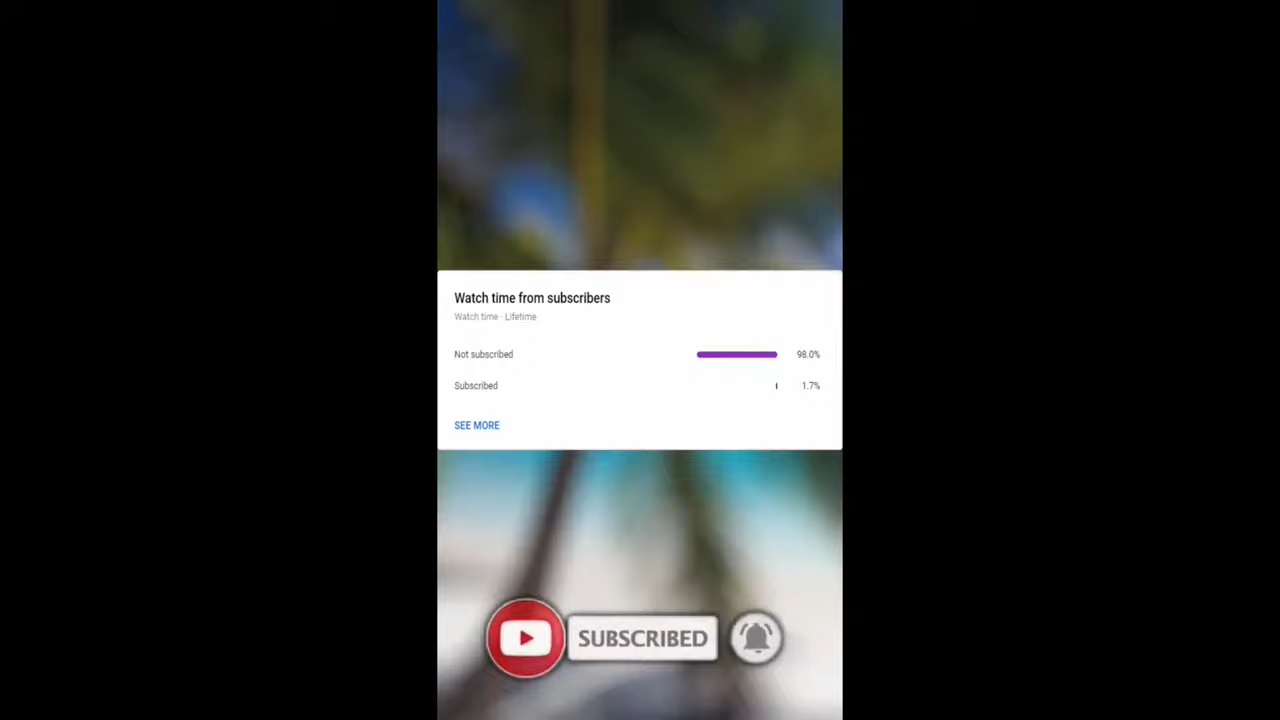 Watch time from subscribers
Watch time · Lifetime
Not subscribed 98.0%
Subscribed 1.7%
SEE MORE
SUBSCRIBED